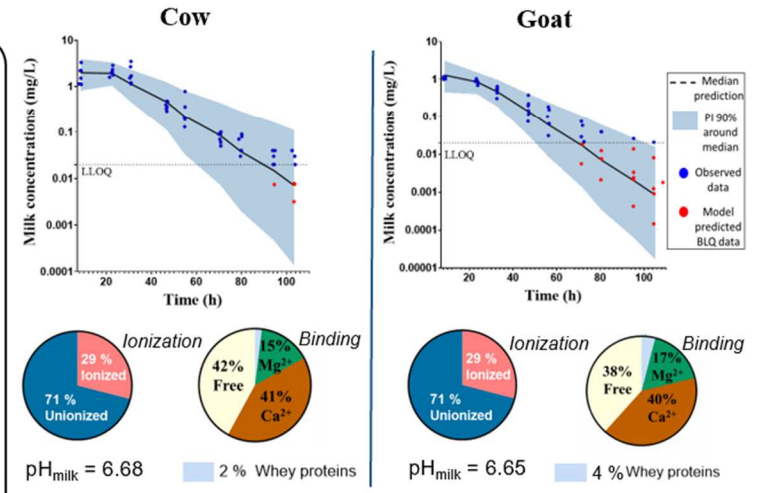 Cow
Milk concentrations (mg/L)
10
1
0.1
0.01
0.001
0.0001
LLOQ
20
40
60
80
100
Time (h)
Goat
Milk concentrations (mg/L)
10
1
0.1
0.01
0.001
0.0001
0.00001
LLOQ
20
40
60
80
100
Time (h)
Median
prediction
PI 90%
around
median
Observed
data
Model
predicted
BLQ data
Ionization
29 %
Ionized
71 %
Unionized
Binding
15%
Mg²⁺
42%
Free
41%
Ca²⁺
pHmilk = 6.68
2 % Whey proteins
Ionization
29 %
Ionized
71 %
Unionized
Binding
17%
Mg²⁺
38%
Free
40%
Ca²⁺
pHmilk = 6.65
4 % Whey proteins